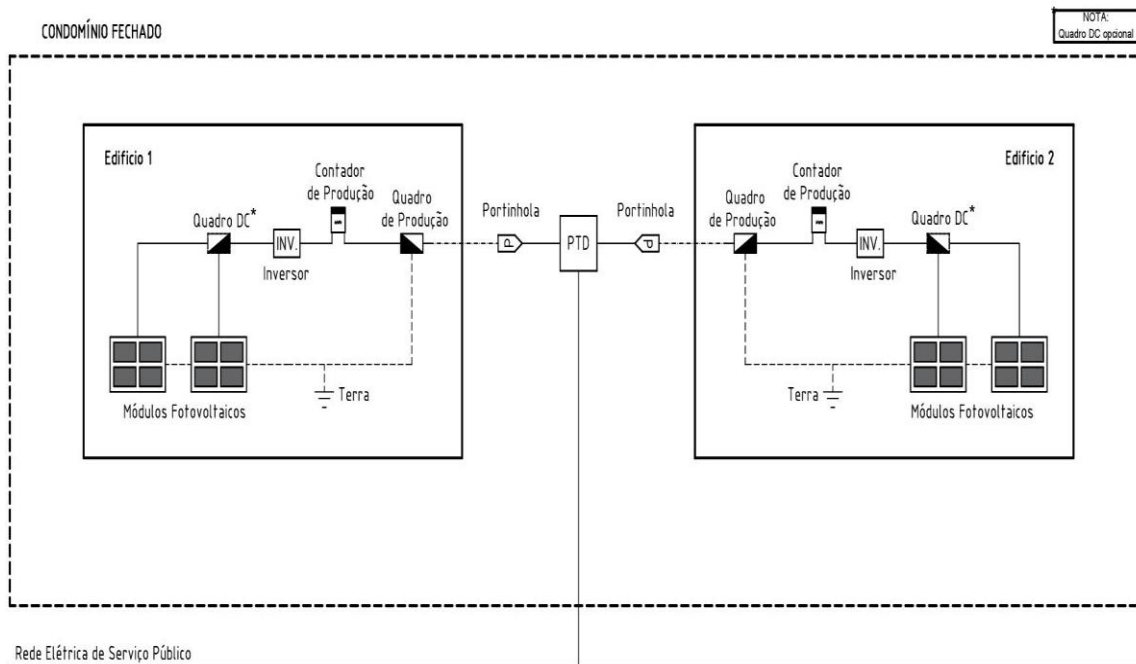 CONDOMÍNIO FECHADO
*
NOTA:
Quadro DC opcional
Edifício 1
Contador
de Produção
Quadro DC*
Quadro
de Produção
INV.
Inversor
Módulos Fotovoltaicos
Terra
Portinhola
P
PTD
Portinhola
P
Edifício 2
Quadro
de Produção
Contador
de Produção
Quadro DC*
INV.
Inversor
Terra
Módulos Fotovoltaicos
Rede Elétrica de Serviço Público